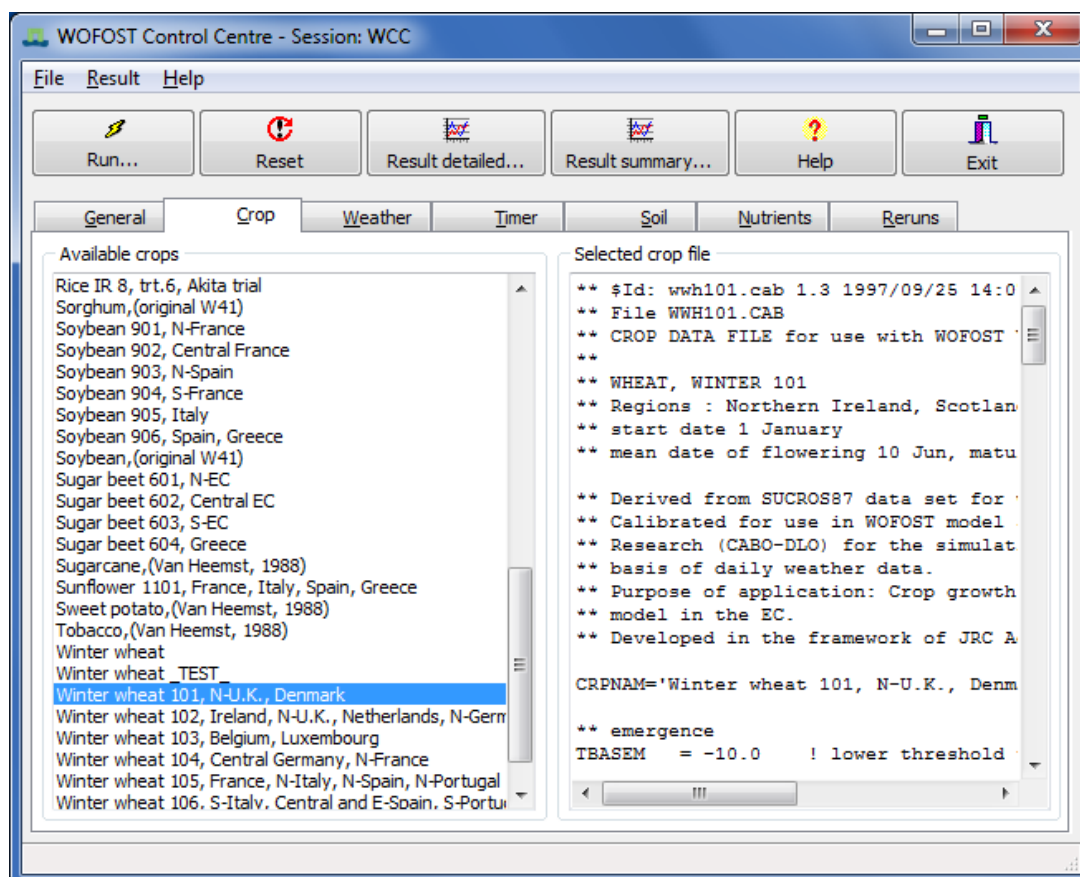 WOFOST Control Centre - Session: WCC
File Result Help
Run... Reset Result detailed... Result summary... Help Exit
General Crop Weather Timer Soil Nutrients Reruns
Available crops
Rice IR 8, trt.6, Akita trial
Sorghum,(original W41)
Soybean 901, N-France
Soybean 902, Central France
Soybean 903, N-Spain
Soybean 904, S-France
Soybean 905, Italy
Soybean 906, Spain, Greece
Soybean,(original W41)
Sugar beet 601, N-EC
Sugar beet 602, Central EC
Sugar beet 603, S-EC
Sugar beet 604, Greece
Sugarcane,(Van Heemst, 1988)
Sunflower 1101, France, Italy, Spain, Greece
Sweet potato,(Van Heemst, 1988)
Tobacco,(Van Heemst, 1988)
Winter wheat
Winter wheat _TEST_
Winter wheat 101, N-U.K., Denmark
Winter wheat 102, Ireland, N-U.K., Netherlands, N-Germ
Winter wheat 103, Belgium, Luxembourg
Winter wheat 104, Central Germany, N-France
Winter wheat 105, France, N-Italy, N-Spain, N-Portugal
Winter wheat 106, S-Italy, Central and E-Spain, S-Portu
Selected crop file
** $Id: wwh101.cab 1.3 1997/09/25 14:0
** File WWH101.CAB
** CROP DATA FILE for use with WOFOST
**
** WHEAT, WINTER 101
** Regions : Northern Ireland, Scotlan
** start date 1 January
** mean date of flowering 10 Jun, matu
** Derived from SUCROS87 data set for
** Calibrated for use in WOFOST model
** Research (CABO-DLO) for the simulat
** basis of daily weather data.
** Purpose of application: Crop growth
** model in the EC.
** Developed in the framework of JRC A
CRPNAM='Winter wheat 101, N-U.K., Denm
** emergence
TBASEM = -10.0 ! lower threshold